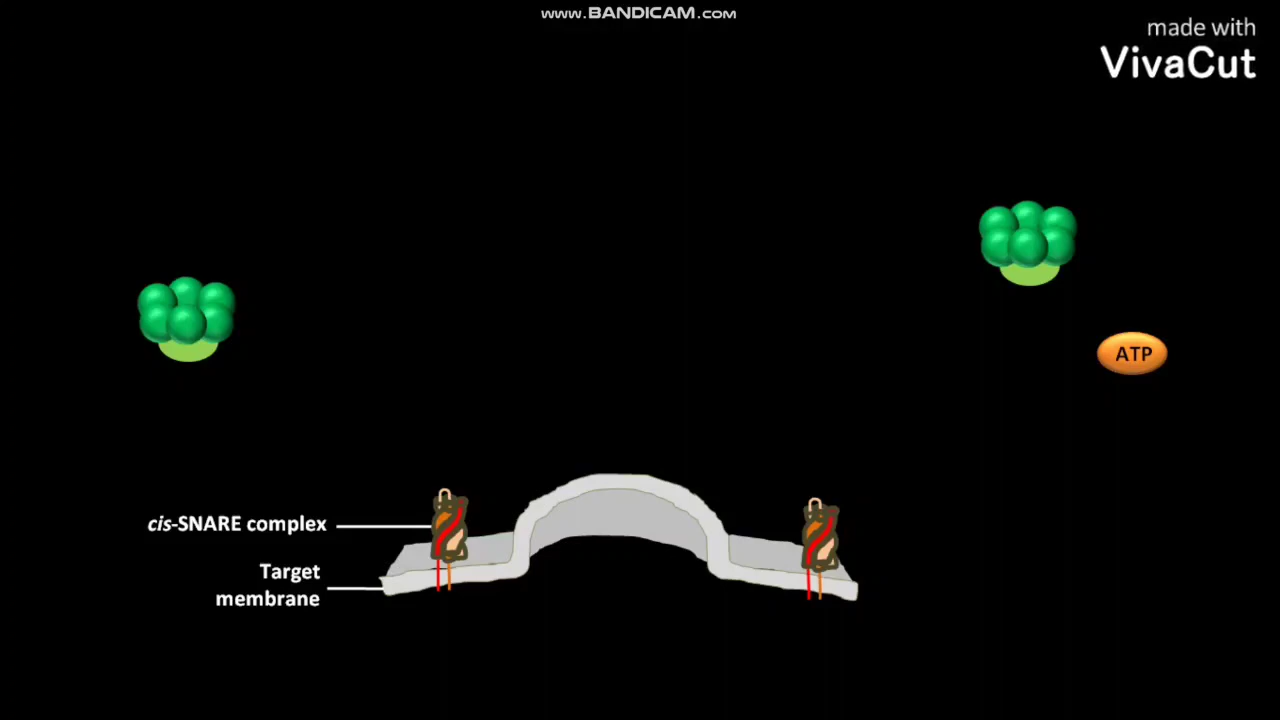 www.BANDICAM.com
made with
VivaCut
ATP
cis-SNARE complex
Target
membrane